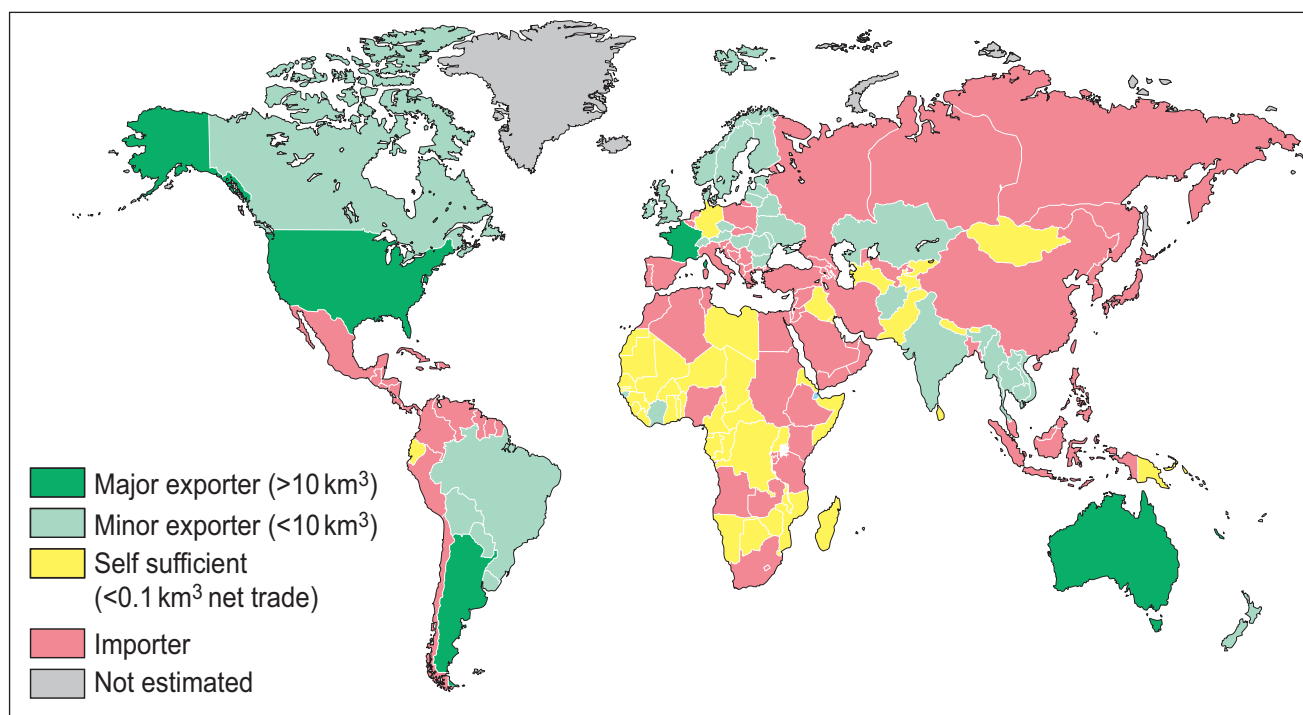 Major exporter (>10 km³)
Minor exporter (<10 km³)
Self sufficient
(<0.1 km³ net trade)
Importer
Not estimated